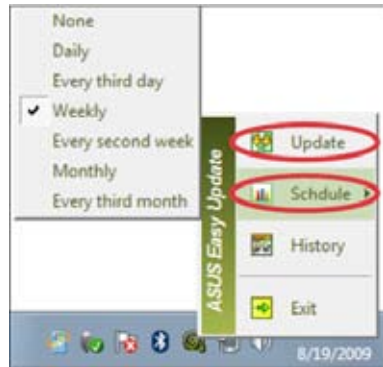 None
Daily
Every third day
Weekly
Every second week
Monthly
Every third month
ASUS Easy Update
Update
Schdule
History
Exit
8/19/2009